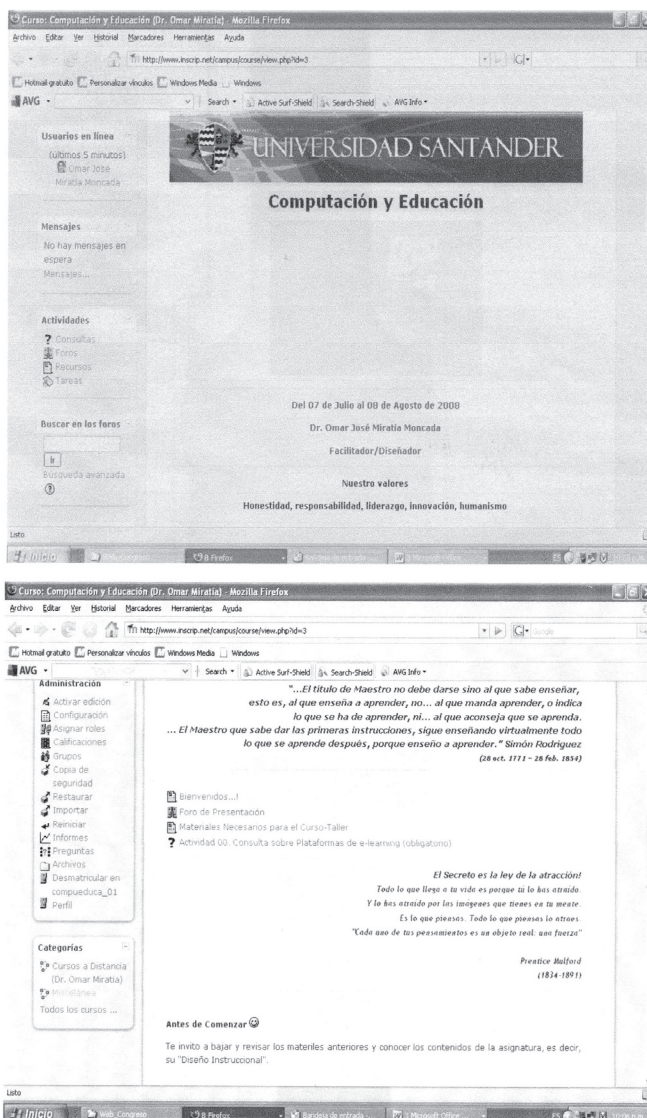 Curso: Computación y Educación (Dr. Omar Miratia) - Mozilla Firefox
Archivo Editar Ver Historial Marcadores Herramientas Ayuda
http://www.inscrip.net/campus/course/view.php?id=3
Hotmail gratuito Personalizar vínculos Windows Media Windows
AVG Search Active Surf-Shield Search-Shield AVG Info
Usuarios en línea
(últimos 5 minutos)
Omar José
Miratia Moncada
Mensajes
No hay mensajes en
espera
Mensajes...
Actividades
Consultas
Foros
Recursos
Tareas
Buscar en los foros
Ir
Búsqueda avanzada
UNIVERSIDAD SANTANDER
Computación y Educación
Del 07 de Julio al 08 de Agosto de 2008
Dr. Omar José Miratia Moncada
Facilitador/Diseñador
Nuestro valores
Honestidad, responsabilidad, liderazgo, innovación, humanismo
Listo
Inicio 8 Firefox Bandeja de entrada ES
Curso: Computación y Educación (Dr. Omar Miratia) - Mozilla Firefox
Archivo Editar Ver Historial Marcadores Herramientas Ayuda
http://www.inscrip.net/campus/course/view.php?id=3 Google
Hotmail gratuito Personalizar vínculos Windows Media Windows
AVG Search Active Surf-Shield Search-Shield AVG Info
Administración
Activar edición
Configuración
Asignar roles
Calificaciones
Grupos
Copia de
seguridad
Restaurar
Importar
Reiniciar
Informes
Preguntas
Archivos
Desmatricular en
compueduca_01
Perfil
Categorías
Cursos a Distancia
(Dr. Omar Miratia)
Miscelánea
Todos los cursos ...
"...El título de Maestro no debe darse sino al que sabe enseñar,
esto es, al que enseña a aprender, no... al que manda aprender, o indica
lo que se ha de aprender, ni... al que aconseja que se aprenda.
... El Maestro que sabe dar las primeras instrucciones, sigue enseñando virtualmente todo
lo que se aprende después, porque enseño a aprender." Simón Rodríguez
(28 oct. 1771 – 28 feb. 1854)
Bienvenidos...!
Foro de Presentación
Materiales Necesarios para el Curso-Taller
Actividad 00. Consulta sobre Plataformas de e-learning (obligatorio)
El Secreto es la ley de la atracción!
Todo lo que llega a tu vida es porque tú lo has atraído.
Y lo has atraído por las imágenes que tienes en tu mente.
Es lo que piensas. Todo lo que piensas lo atraes.
"Cada uno de tus pensamientos es un objeto real: una fuerza"
Prentice Mulford
(1834-1891)
Antes de Comenzar
Te invito a bajar y revisar los materiles anteriores y conocer los contenidos de la asignatura, es decir,
su "Diseño Instruccional".
Listo
Inicio Web_Congreso 8 Firefox Bandeja de entrada -... 3 Microsoft Office ... ES 10:06 p.m.